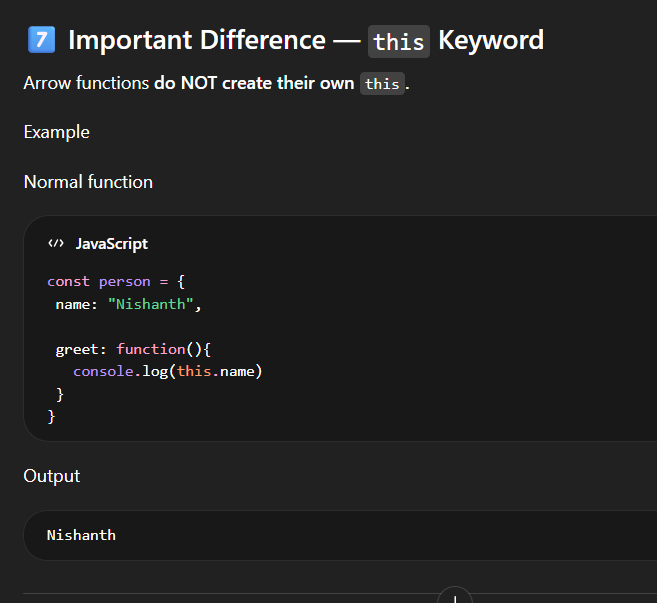 7 Important Difference — this Keyword
Arrow functions do NOT create their own this.
Example
Normal function
</> JavaScript
const person = {
 name: "Nishanth",
 greet: function(){
   console.log(this.name)
 }
}
Output
Nishanth